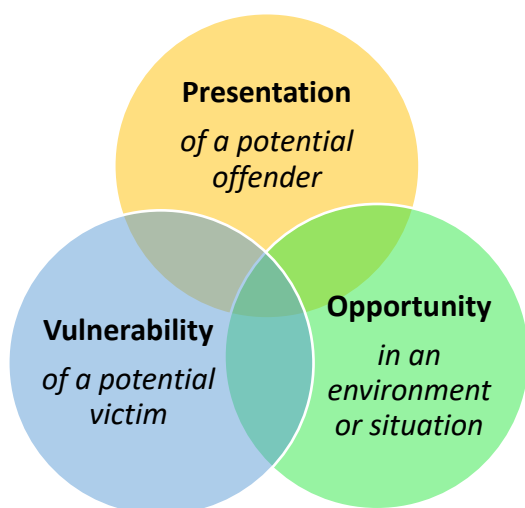 Presentation
of a potential
offender
Vulnerability
of a potential
victim
Opportunity
in an
environment
or situation